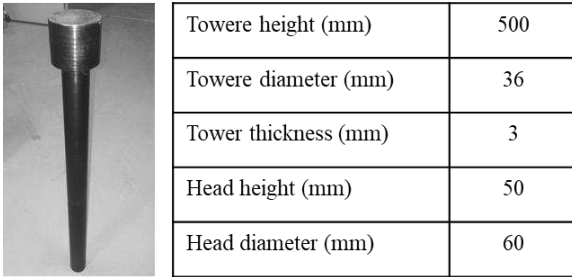 Towere height (mm) 500
Towere diameter (mm) 36
Tower thickness (mm) 3
Head height (mm) 50
Head diameter (mm) 60